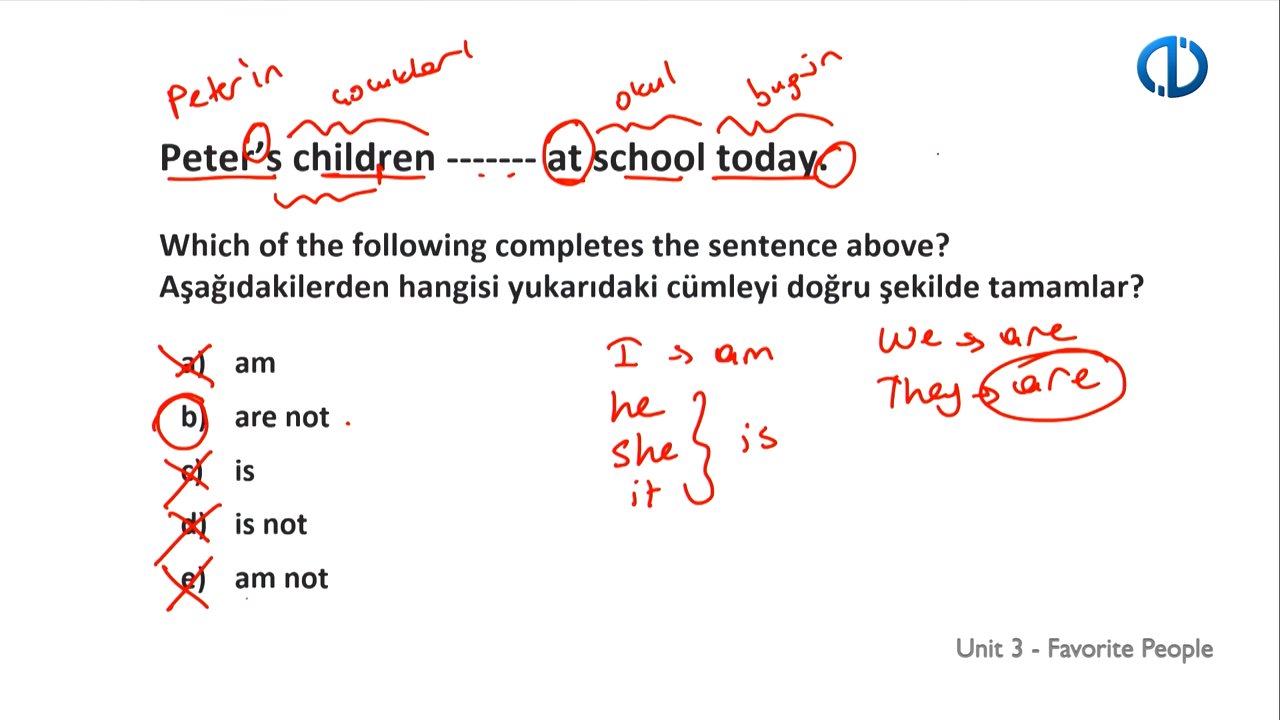 Peter'in çocukları okul bugün
Peter's children ------- at school today.
Which of the following completes the sentence above?
Aşağıdakilerden hangisi yukarıdaki cümleyi doğru şekilde tamamlar?
a) am
b) are not
c) is
d) is not
e) am not
I → am
he
she
it
is
We → are
They → are
Unit 3 - Favorite People